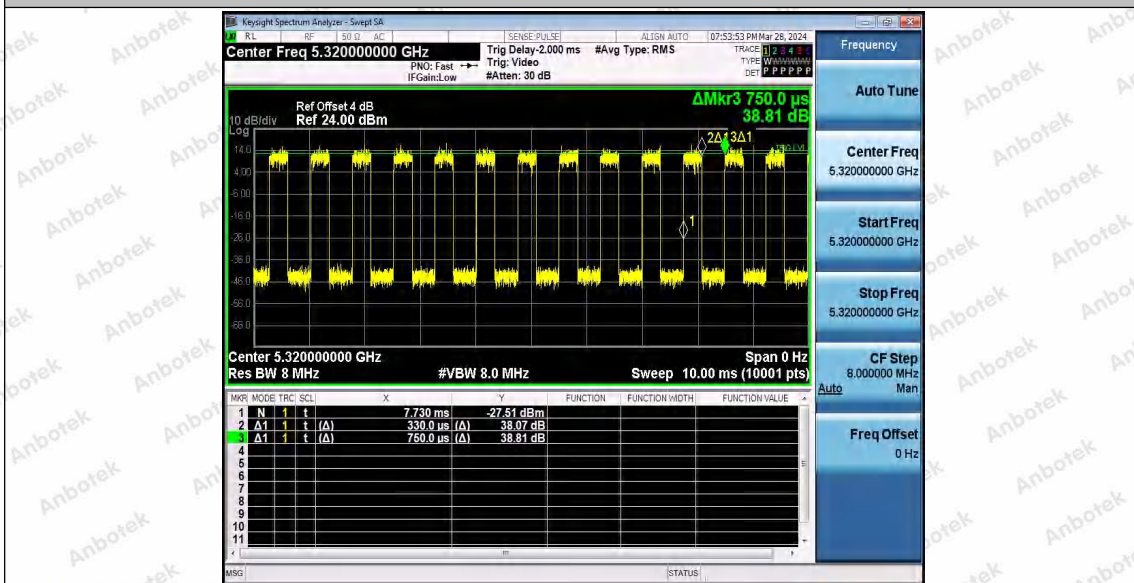 Keysight Spectrum Analyzer - Swept SA
RL RF 50 Ω AC SENSE:PULSE ALIGN AUTO 07:53:53 PM Mar 28, 2024
Center Freq 5.320000000 GHz
PNO: Fast
IFGain:Low
Trig Delay-2.000 ms
Trig: Video
#Atten: 30 dB
#Avg Type: RMS
TRACE 1 2 3 4 5 6
TYPE WWWWWW
DET P P P P P P
ΔMkr3 750.0 µs
38.81 dB
Ref Offset 4 dB
10 dB/div Ref 24.00 dBm
Log
14.0
4.00
-6.00
-16.0
-26.0
-36.0
-46.0
-56.0
-66.0
2Δ1 3Δ1
TRIG LVL
1
Center 5.320000000 GHz Span 0 Hz
Res BW 8 MHz #VBW 8.0 MHz Sweep 10.00 ms (10001 pts)
MKR MODE TRC SCL X Y FUNCTION FUNCTION WIDTH FUNCTION VALUE
1 N 1 t 7.730 ms -27.51 dBm
2 Δ1 1 t (Δ) 330.0 µs (Δ) 38.07 dB
3 Δ1 1 t (Δ) 750.0 µs (Δ) 38.81 dB
4
5
6
7
8
9
10
11
MSG STATUS
Frequency
Auto Tune
Center Freq
5.320000000 GHz
Start Freq
5.320000000 GHz
Stop Freq
5.320000000 GHz
CF Step
8.000000 MHz
Auto Man
Freq Offset
0 Hz
Anbotek